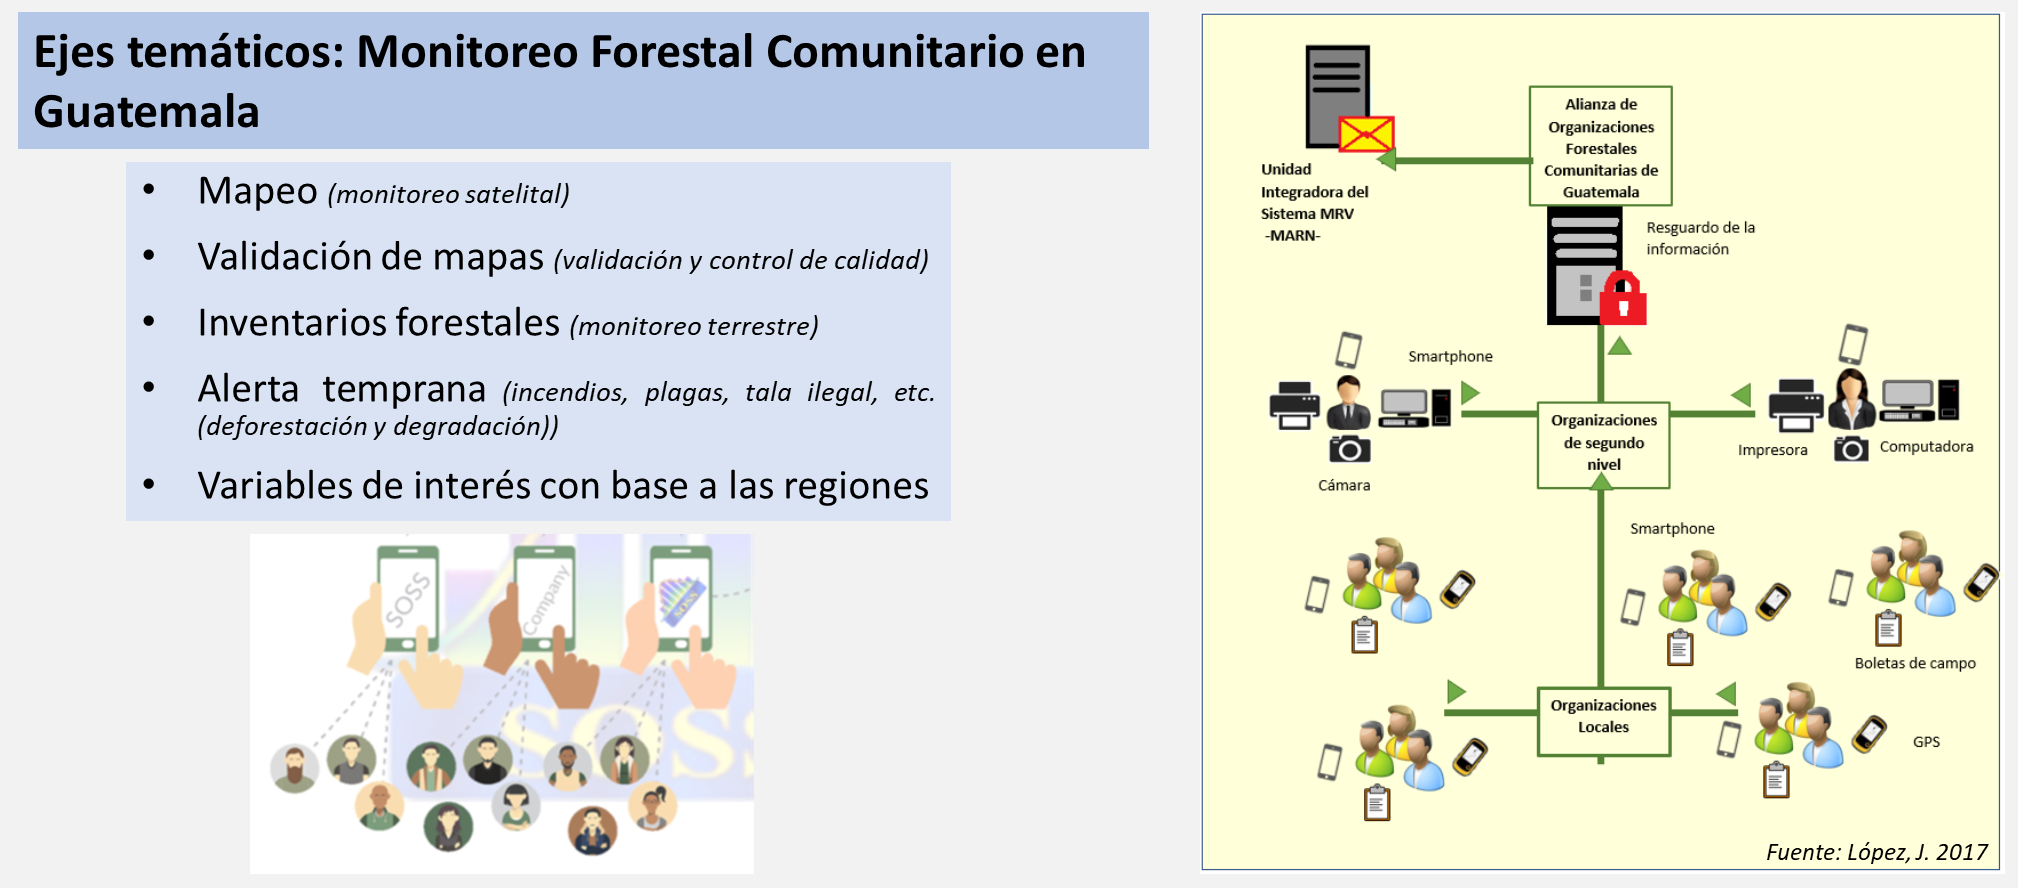 Ejes temáticos: Monitoreo Forestal Comunitario en
Guatemala
• Mapeo (monitoreo satelital)
• Validación de mapas (validación y control de calidad)
• Inventarios forestales (monitoreo terrestre)
• Alerta temprana (incendios, plagas, tala ilegal, etc.
(deforestación y degradación))
• Variables de interés con base a las regiones
SOSS
Company
SOSS
SOSS
Alianza de
Organizaciones
Forestales
Comunitarias de
Guatemala
Unidad
Integradora del
Sistema MRV
-MARN-
Resguardo de la
información
Smartphone
Organizaciones
de segundo
nivel
Impresora
Computadora
Cámara
Smartphone
Boletas de campo
Organizaciones
Locales
GPS
Fuente: López, J. 2017